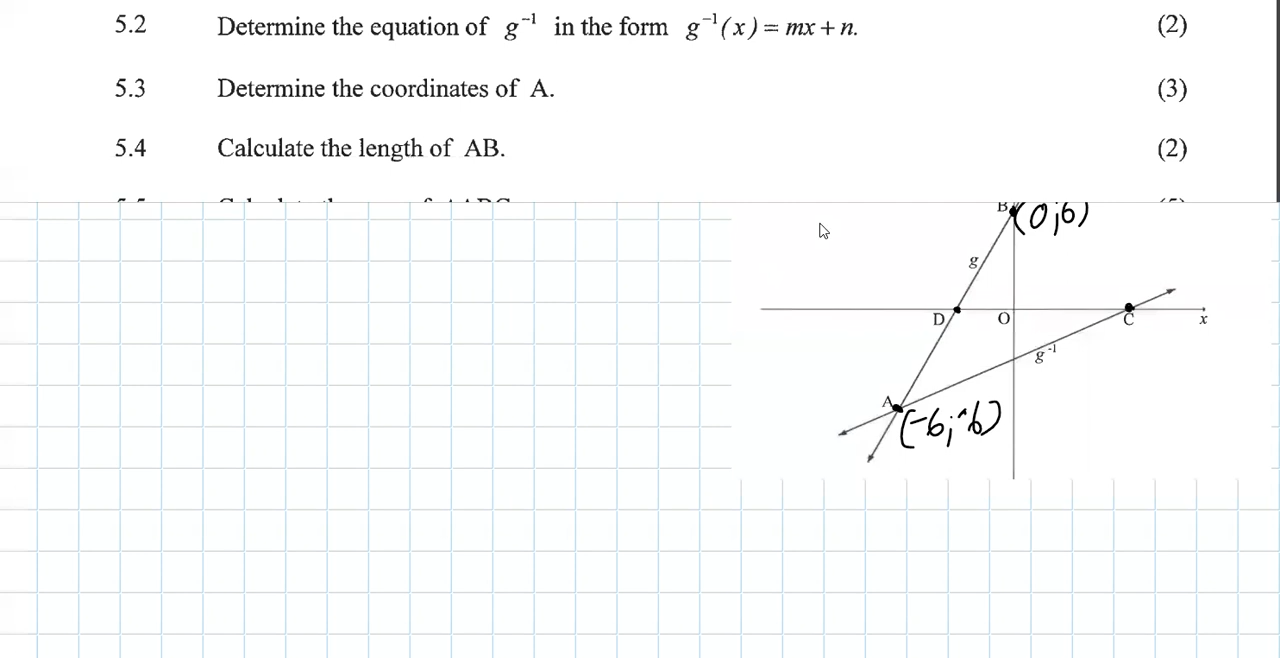 5.2 Determine the equation of g⁻¹ in the form g⁻¹(x) = mx + n. (2)
5.3 Determine the coordinates of A. (3)
5.4 Calculate the length of AB. (2)
B (0;6)
g
D O C x
g⁻¹
A (-6;-6)